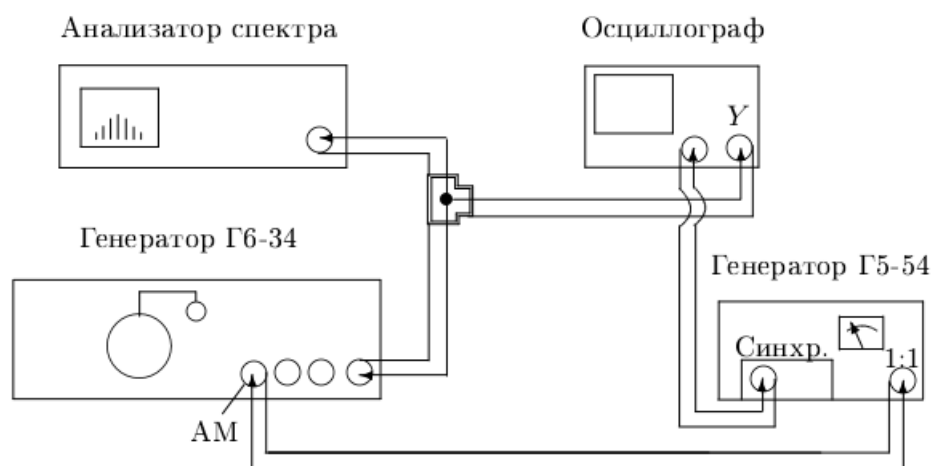 Анализатор спектра
Осциллограф
Y
Генератор Г6-34
Генератор Г5-54
Синхр.
1:1
АМ